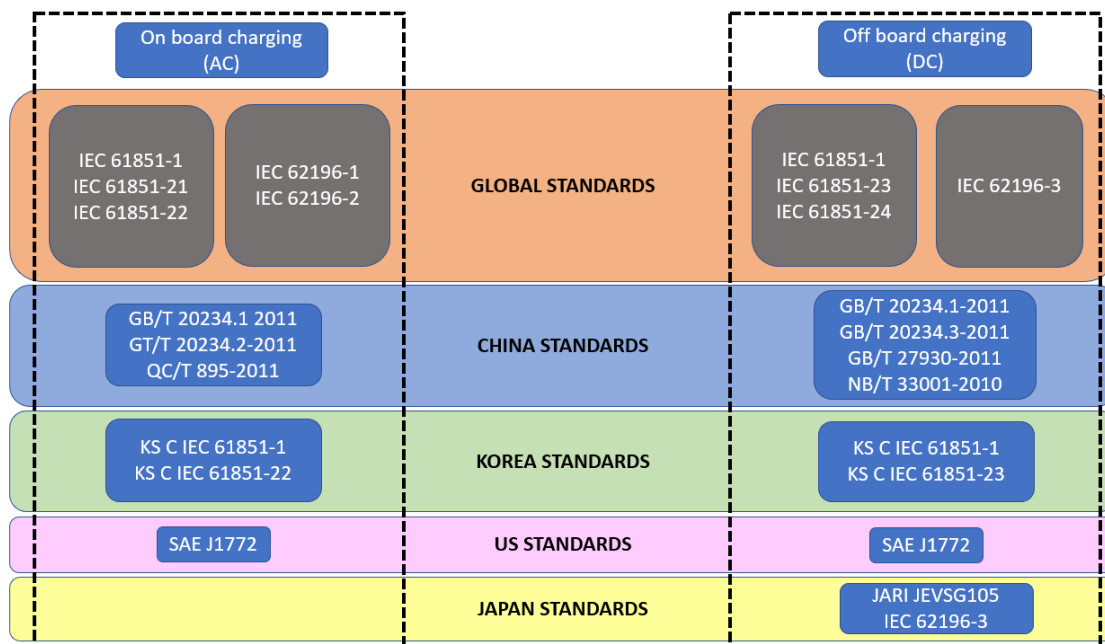 On board charging
(AC)
Off board charging
(DC)
IEC 61851-1
IEC 61851-21
IEC 61851-22
IEC 62196-1
IEC 62196-2
GLOBAL STANDARDS
IEC 61851-1
IEC 61851-23
IEC 61851-24
IEC 62196-3
GB/T 20234.1 2011
GT/T 20234.2-2011
QC/T 895-2011
CHINA STANDARDS
GB/T 20234.1-2011
GB/T 20234.3-2011
GB/T 27930-2011
NB/T 33001-2010
KS C IEC 61851-1
KS C IEC 61851-22
KOREA STANDARDS
KS C IEC 61851-1
KS C IEC 61851-23
SAE J1772
US STANDARDS
SAE J1772
JAPAN STANDARDS
JARI JEVSG105
IEC 62196-3